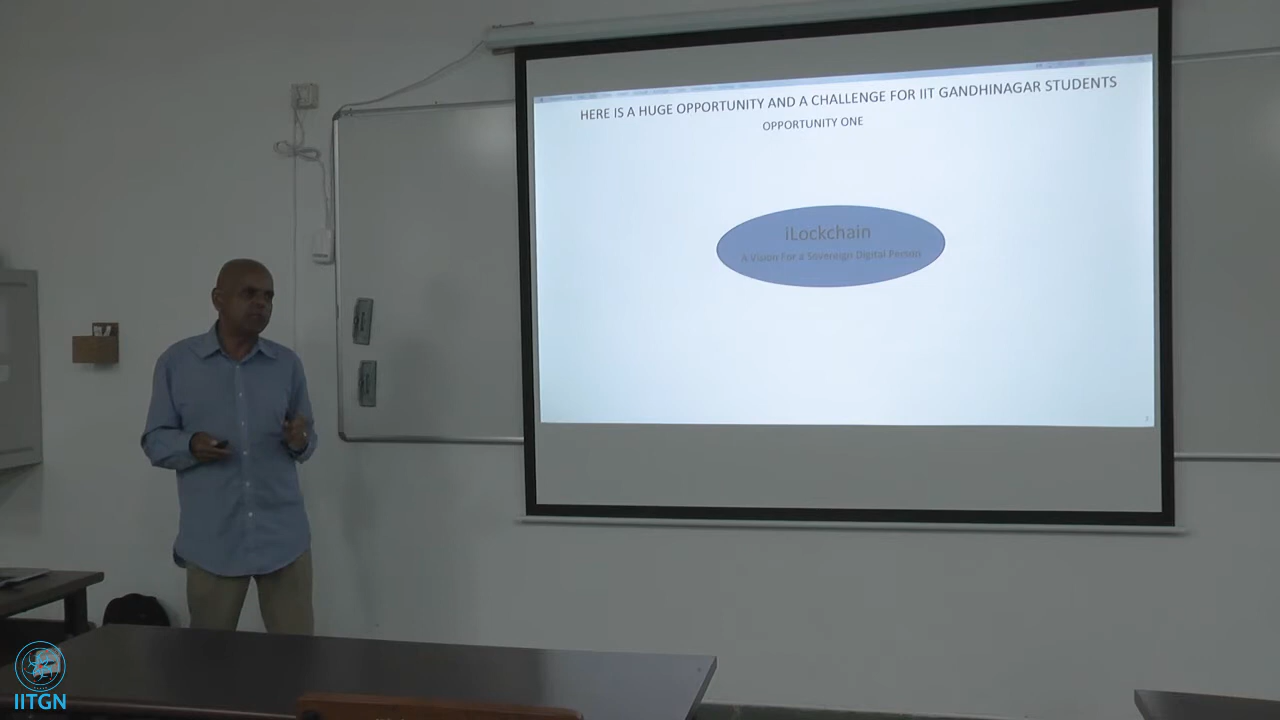 HERE IS A HUGE OPPORTUNITY AND A CHALLENGE FOR IIT GANDHINAGAR STUDENTS
OPPORTUNITY ONE
iLockchain
A Vision For a Sovereign Digital Person
IITGN